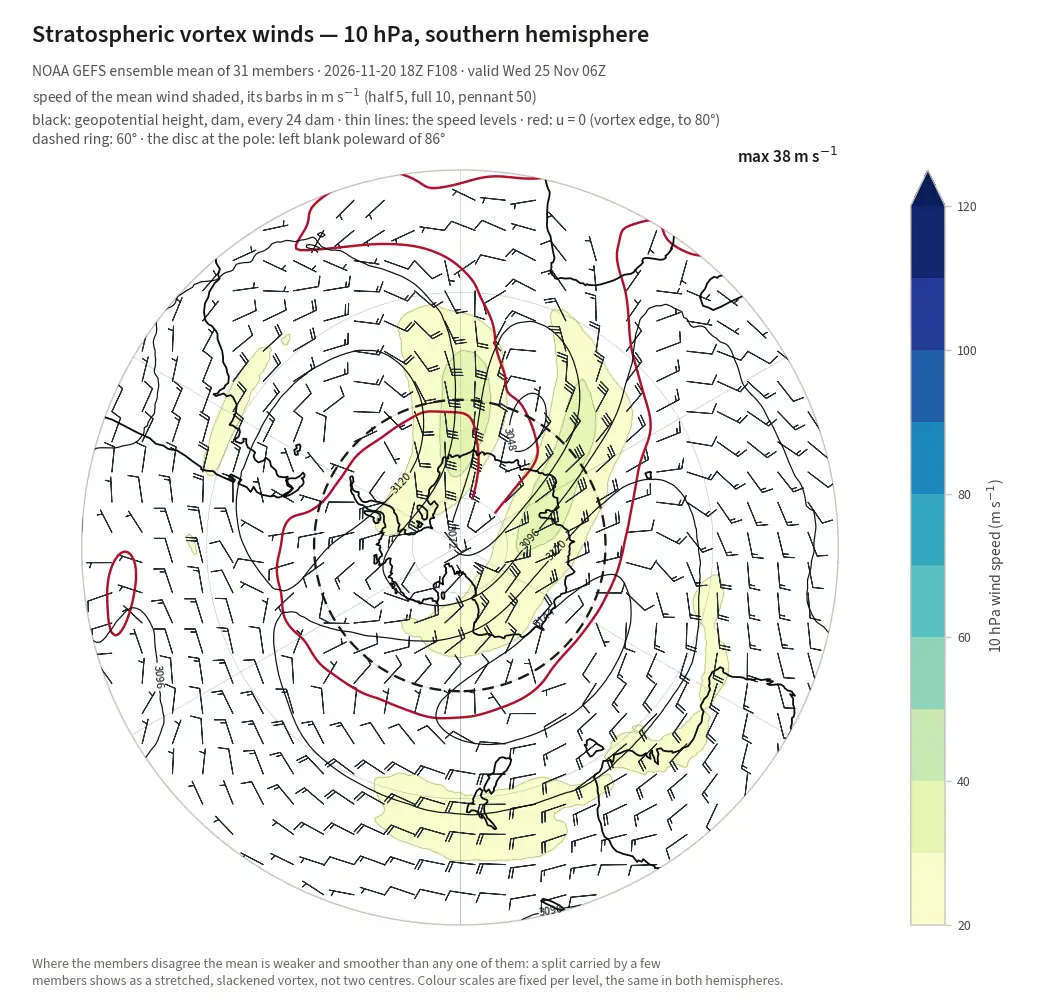 Stratospheric vortex winds — 10 hPa, southern hemisphere
NOAA GEFS ensemble mean of 31 members · 2026-11-20 18Z F108 · valid Wed 25 Nov 06Z
speed of the mean wind shaded, its barbs in m s⁻¹ (half 5, full 10, pennant 50)
black: geopotential height, dam, every 24 dam · thin lines: the speed levels · red: u = 0 (vortex edge, to 80°)
dashed ring: 60° · the disc at the pole: left blank poleward of 86°
max 38 m s⁻¹
120
100
80
60
40
20
10 hPa wind speed (m s⁻¹)
3048
3120
3072
3096
3096
Where the members disagree the mean is weaker and smoother than any one of them: a split carried by a few
members shows as a stretched, slackened vortex, not two centres. Colour scales are fixed per level, the same in both hemispheres.